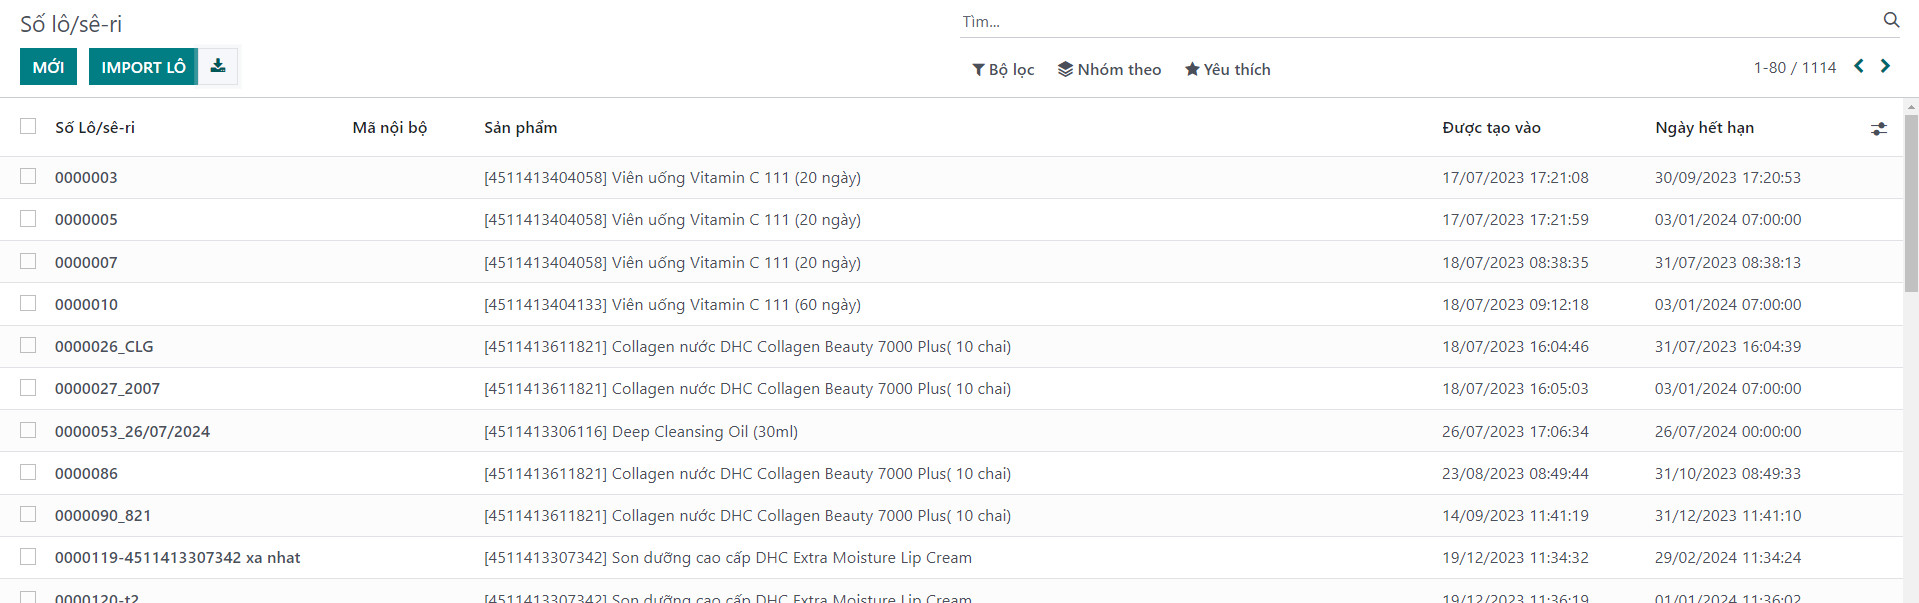 Số lô/sê-ri
Tìm...
MỚI IMPORT LÔ
Bộ lọc Nhóm theo Yêu thích 1-80 / 1114
Số Lô/sê-ri Mã nội bộ Sản phẩm Được tạo vào Ngày hết hạn
0000003 [4511413404058] Viên uống Vitamin C 111 (20 ngày) 17/07/2023 17:21:08 30/09/2023 17:20:53
0000005 [4511413404058] Viên uống Vitamin C 111 (20 ngày) 17/07/2023 17:21:59 03/01/2024 07:00:00
0000007 [4511413404058] Viên uống Vitamin C 111 (20 ngày) 18/07/2023 08:38:35 31/07/2023 08:38:13
0000010 [4511413404133] Viên uống Vitamin C 111 (60 ngày) 18/07/2023 09:12:18 03/01/2024 07:00:00
0000026_CLG [4511413611821] Collagen nước DHC Collagen Beauty 7000 Plus( 10 chai) 18/07/2023 16:04:46 31/07/2023 16:04:39
0000027_2007 [4511413611821] Collagen nước DHC Collagen Beauty 7000 Plus( 10 chai) 18/07/2023 16:05:03 03/01/2024 07:00:00
0000053_26/07/2024 [4511413306116] Deep Cleansing Oil (30ml) 26/07/2023 17:06:34 26/07/2024 00:00:00
0000086 [4511413611821] Collagen nước DHC Collagen Beauty 7000 Plus( 10 chai) 23/08/2023 08:49:44 31/10/2023 08:49:33
0000090_821 [4511413611821] Collagen nước DHC Collagen Beauty 7000 Plus( 10 chai) 14/09/2023 11:41:19 31/12/2023 11:41:10
0000119-4511413307342 xa nhat [4511413307342] Son dưỡng cao cấp DHC Extra Moisture Lip Cream 19/12/2023 11:34:32 29/02/2024 11:34:24
0000120-t2 [4511413307342] Son dưỡng cao cấp DHC Extra Moisture Lip Cream 19/12/2023 11:36:19 01/01/2024 11:36:02